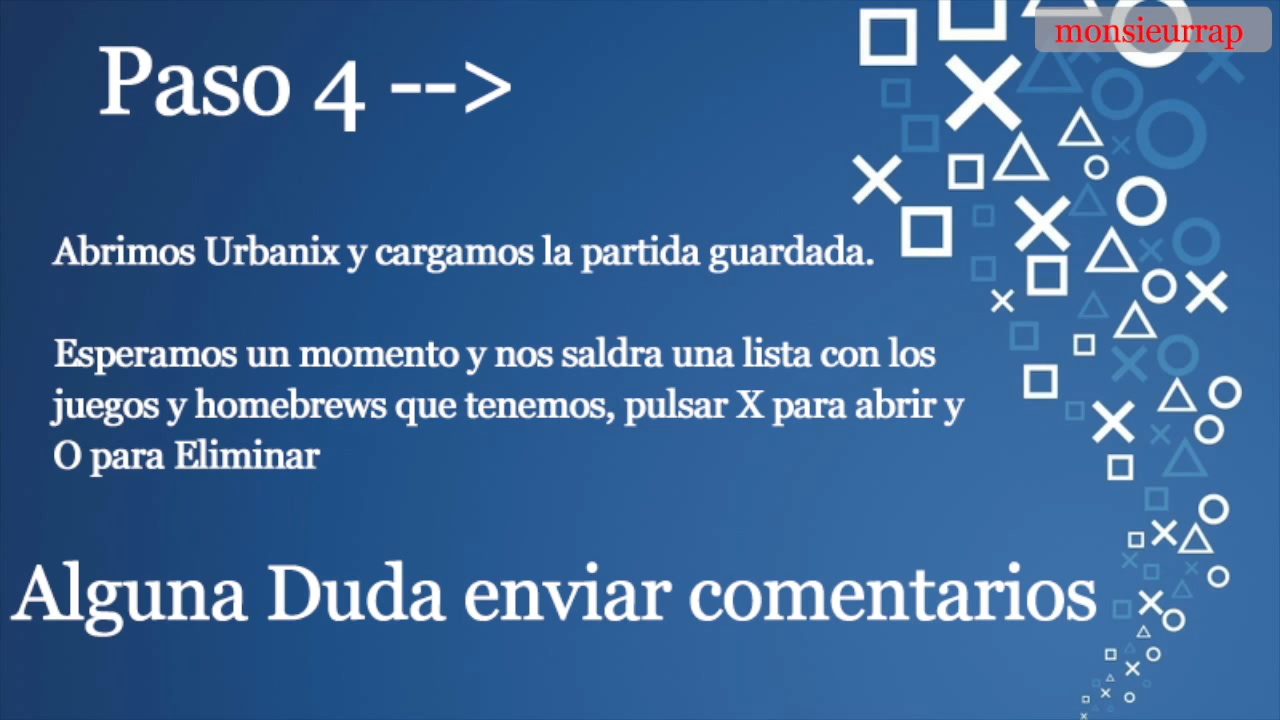 monsieurrap
Paso 4 -->
Abrimos Urbanix y cargamos la partida guardada.
Esperamos un momento y nos saldra una lista con los
juegos y homebrews que tenemos, pulsar X para abrir y
O para Eliminar
Alguna Duda enviar comentarios